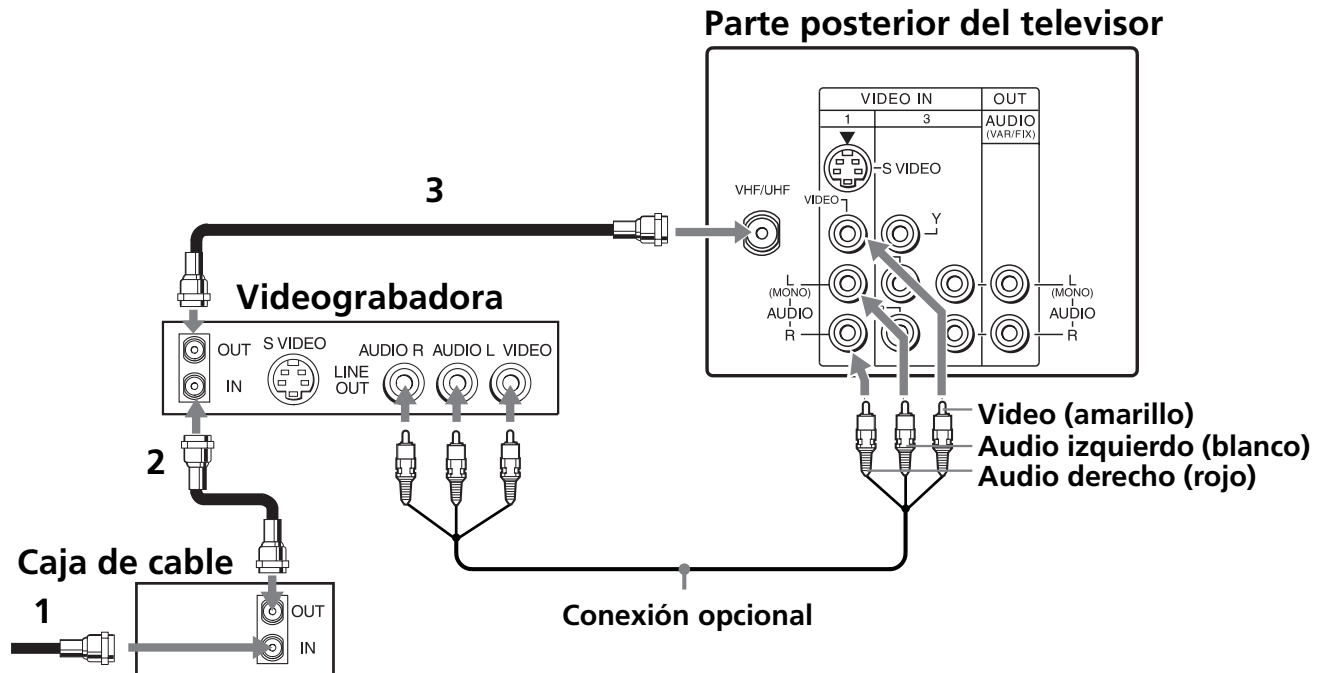 Parte posterior del televisor
VIDEO IN
OUT
1
3
AUDIO
(VAR/FIX)
S VIDEO
VHF/UHF
VIDEO
Y
L
(MONO)
AUDIO
R
L
(MONO)
AUDIO
R
3
Videograbadora
OUT
IN
S VIDEO
LINE
OUT
AUDIO R AUDIO L VIDEO
Video (amarillo)
Audio izquierdo (blanco)
Audio derecho (rojo)
2
Caja de cable
1
OUT
IN
Conexión opcional